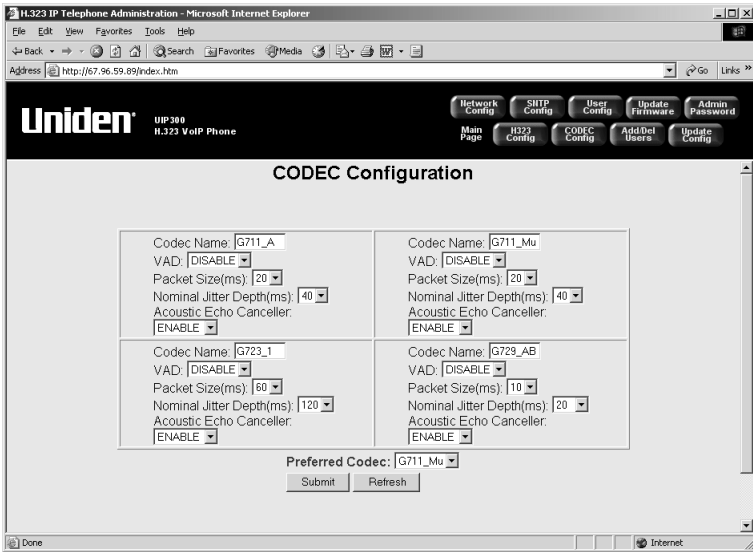 H.323 IP Telephone Administration - Microsoft Internet Explorer
File Edit View Favorites Tools Help
Back Search Favorites Media
Address http://67.96.59.89/index.htm Go Links »
Uniden
UIP300
H.323 VoIP Phone
Network Config SNTP Config User Config Update Firmware Admin Password
Main Page H323 Config CODEC Config Add/Del Users Update Config
CODEC Configuration
Codec Name: G711_A
VAD: DISABLE
Packet Size(ms): 20
Nominal Jitter Depth(ms): 40
Acoustic Echo Canceller:
ENABLE
Codec Name: G711_Mu
VAD: DISABLE
Packet Size(ms): 20
Nominal Jitter Depth(ms): 40
Acoustic Echo Canceller:
ENABLE
Codec Name: G723_1
VAD: DISABLE
Packet Size(ms): 60
Nominal Jitter Depth(ms): 120
Acoustic Echo Canceller:
ENABLE
Codec Name: G729_AB
VAD: DISABLE
Packet Size(ms): 10
Nominal Jitter Depth(ms): 20
Acoustic Echo Canceller:
ENABLE
Preferred Codec: G711_Mu
Submit Refresh
Done Internet